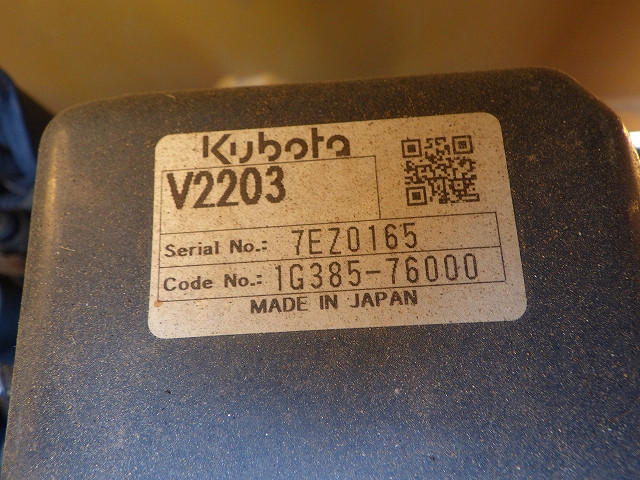 Kubota
V2203
Serial No.: 7EZ0165
Code No.: 1G385-76000
MADE IN JAPAN